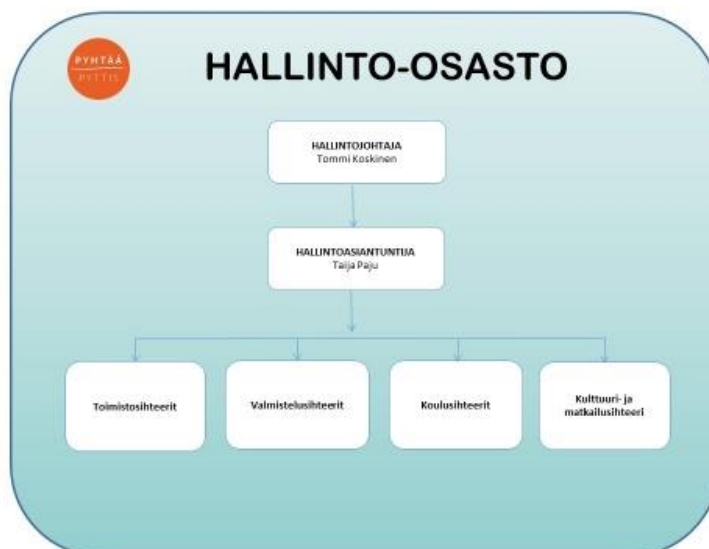 PYHTÄÄ
PYTTIS
HALLINTO-OSASTO
HALLINTOJOHTAJA
Tommi Koskinen
HALLINTOASIANTUNTIJA
Taija Paju
Toimistosihteerit
Valmistelusihteerit
Koulusihteerit
Kulttuuri- ja
matkailusihteeri